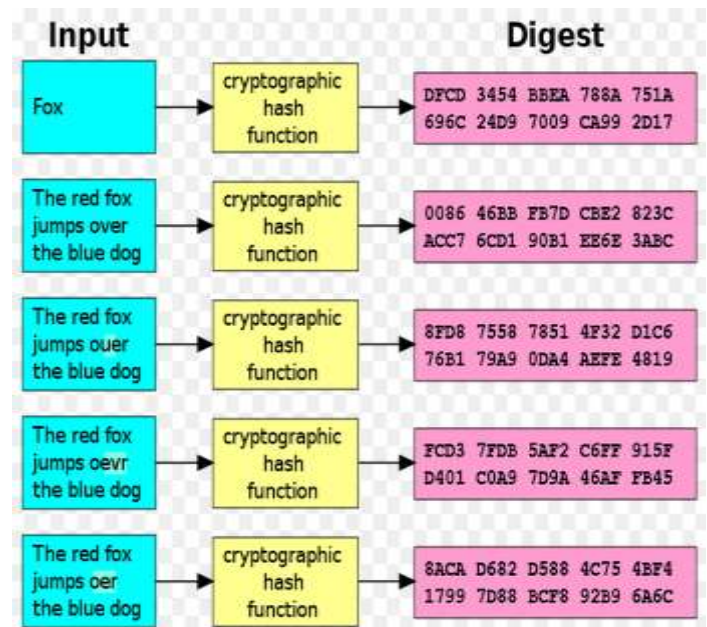 Input
Digest
Fox
cryptographic
hash
function
DFCD 3454 BBEA 788A 751A
696C 24D9 7009 CA99 2D17
The red fox
jumps over
the blue dog
cryptographic
hash
function
0086 46BB FB7D CBE2 823C
ACC7 6CD1 90B1 EE6E 3ABC
The red fox
jumps ouer
the blue dog
cryptographic
hash
function
8FD8 7558 7851 4F32 D1C6
76B1 79A9 0DA4 AEFE 4819
The red fox
jumps oevr
the blue dog
cryptographic
hash
function
FCD3 7FDB 5AF2 C6FF 915F
D401 C0A9 7D9A 46AF FB45
The red fox
jumps oer
the blue dog
cryptographic
hash
function
8ACA D682 D588 4C75 4BF4
1799 7D88 BCF8 92B9 6A6C